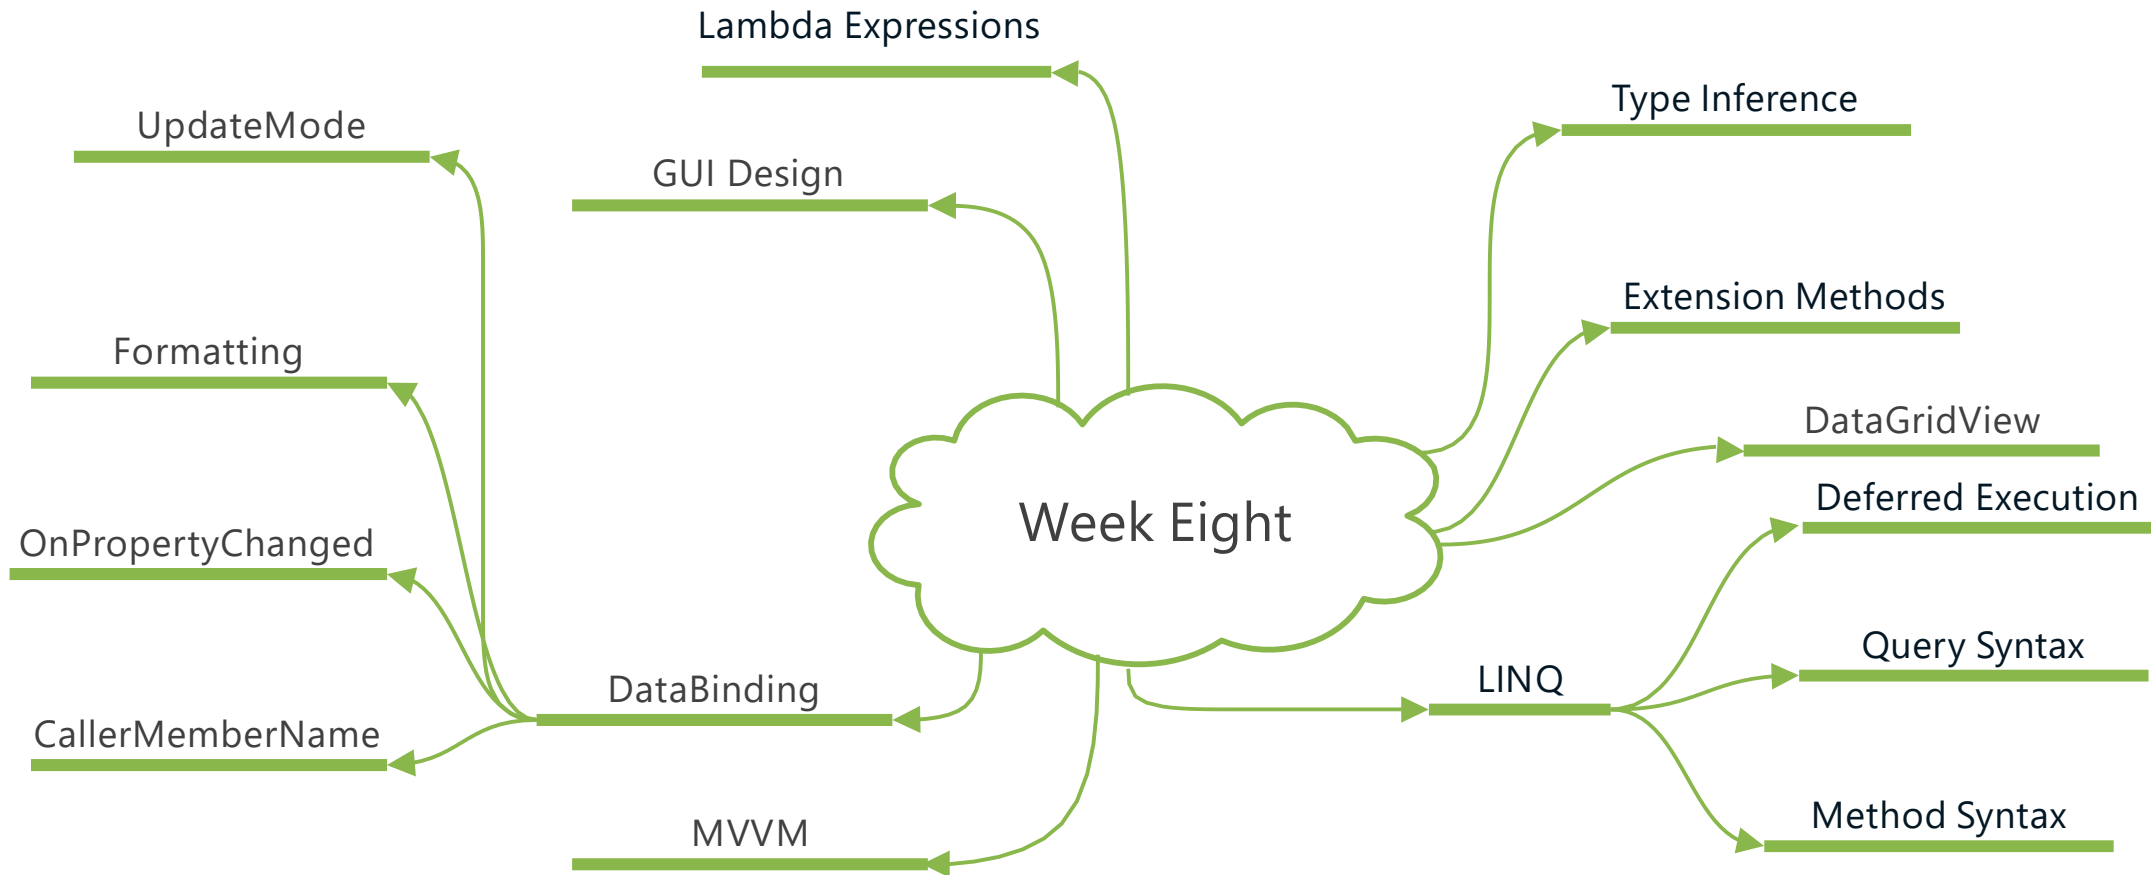 Lambda Expressions
Type Inference
UpdateMode
GUI Design
Extension Methods
Formatting
DataGridView
Deferred Execution
Week Eight
OnPropertyChanged
Query Syntax
LINQ
DataBinding
CallerMemberName
Method Syntax
MVVM